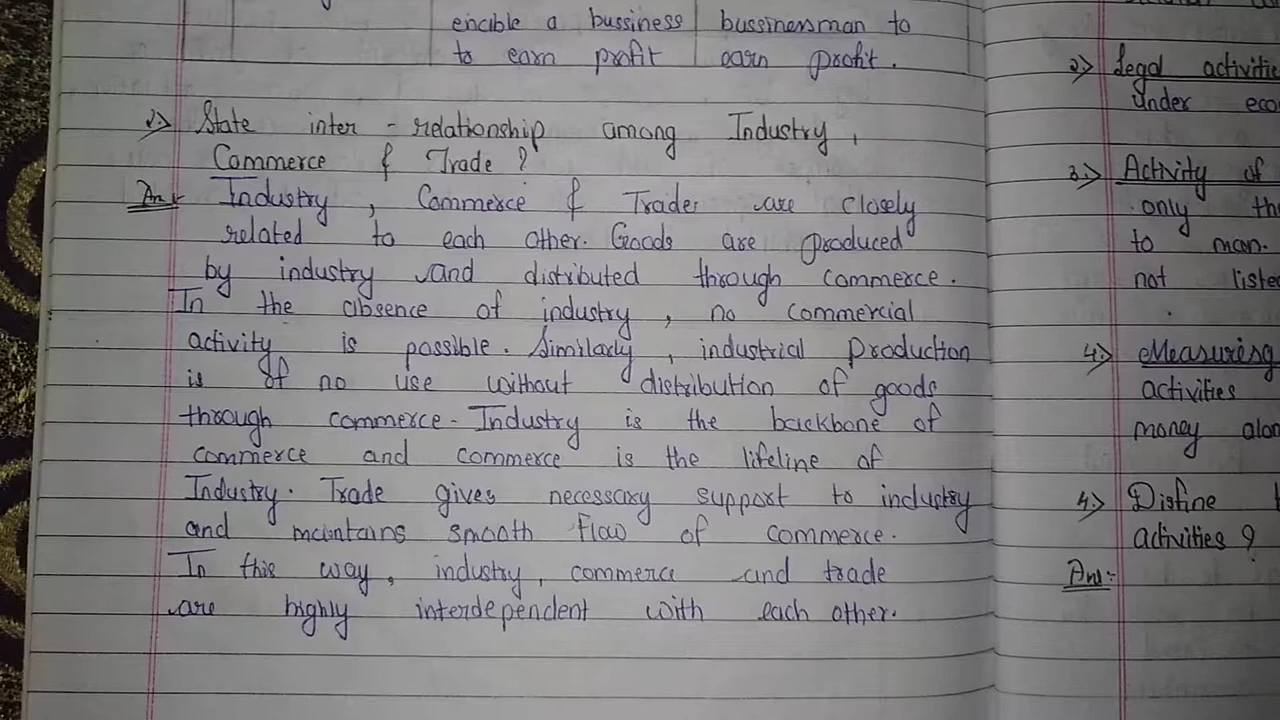 encible a bussiness bussinessman to
to earn profit earn profit.
2.> State inter-relationship among Industry,
Commerce & Trade?
Ans:- Industry, Commerce & Trades are closely
related to each other. Goods are produced
by industry and distributed through commerce.
In the absence of industry, no commercial
activity is possible. Similarly, industrial production
is of no use without distribution of goods
through commerce. Industry is the backbone of
commerce and commerce is the lifeline of
Industry. Trade gives necessary support to industry
and maintains smooth flow of commerce.
In this way, industry, commerce and trade
are highly interdependent with each other.
2> Legal activitie
under eco
3.> Activity of
only the
to man.
not listed
4.> Measuring
activities
money alon
4.> Disfine
activities?
Ans:-